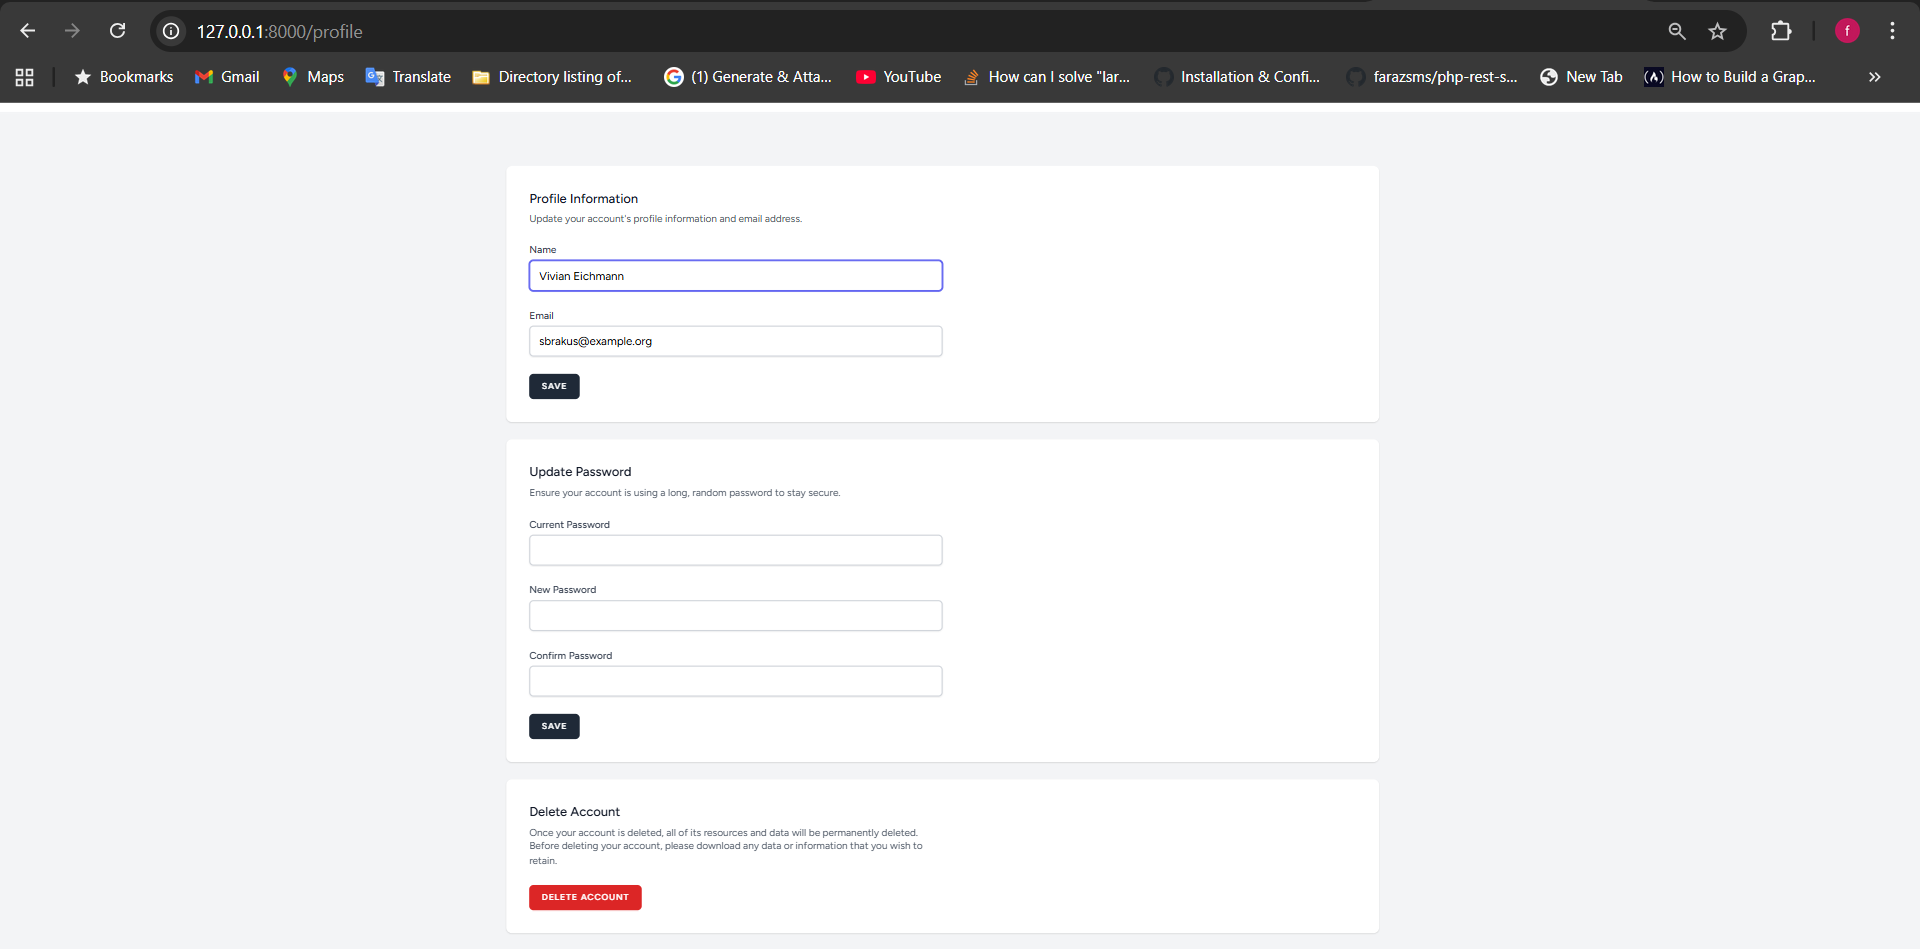 127.0.0.1:8000/profile
f
Bookmarks Gmail Maps Translate Directory listing of... (1) Generate & Atta... YouTube How can I solve "lar... Installation & Confi... farazsms/php-rest-s... New Tab How to Build a Grap...
Profile Information
Update your account's profile information and email address.
Name
Vivian Eichmann
Email
sbrakus@example.org
SAVE
Update Password
Ensure your account is using a long, random password to stay secure.
Current Password
New Password
Confirm Password
SAVE
Delete Account
Once your account is deleted, all of its resources and data will be permanently deleted.
Before deleting your account, please download any data or information that you wish to
retain.
DELETE ACCOUNT